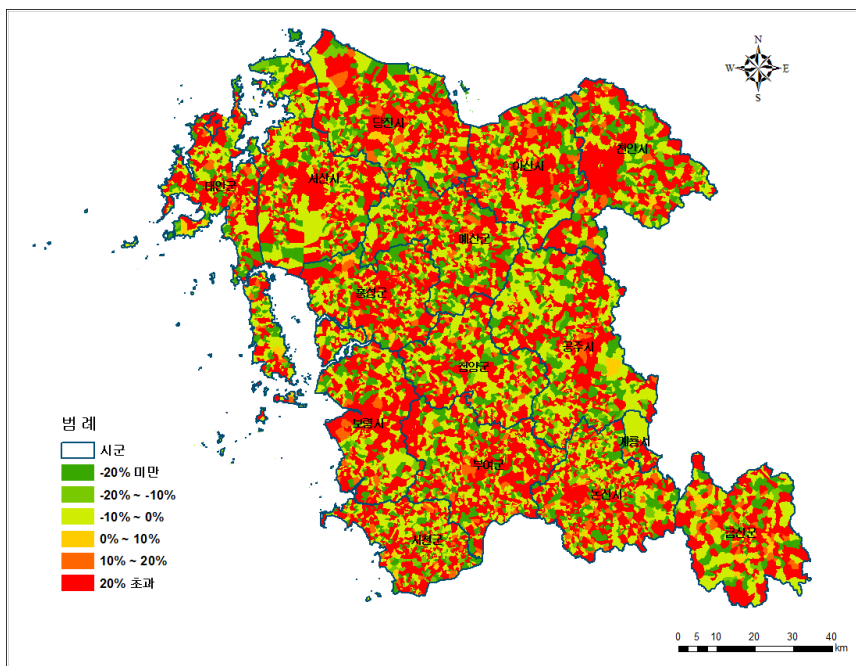 N
W E
S
당진시
천안시
아산시
서산시
태안군
예산군
홍성군
공주시
청양군
보령시
계룡시
부여군
논산시
금산군
서천군
범 례
시군
-20% 미만
-20% ~ -10%
-10% ~ 0%
0% ~ 10%
10% ~ 20%
20% 초과
0 5 10 20 30 40
km